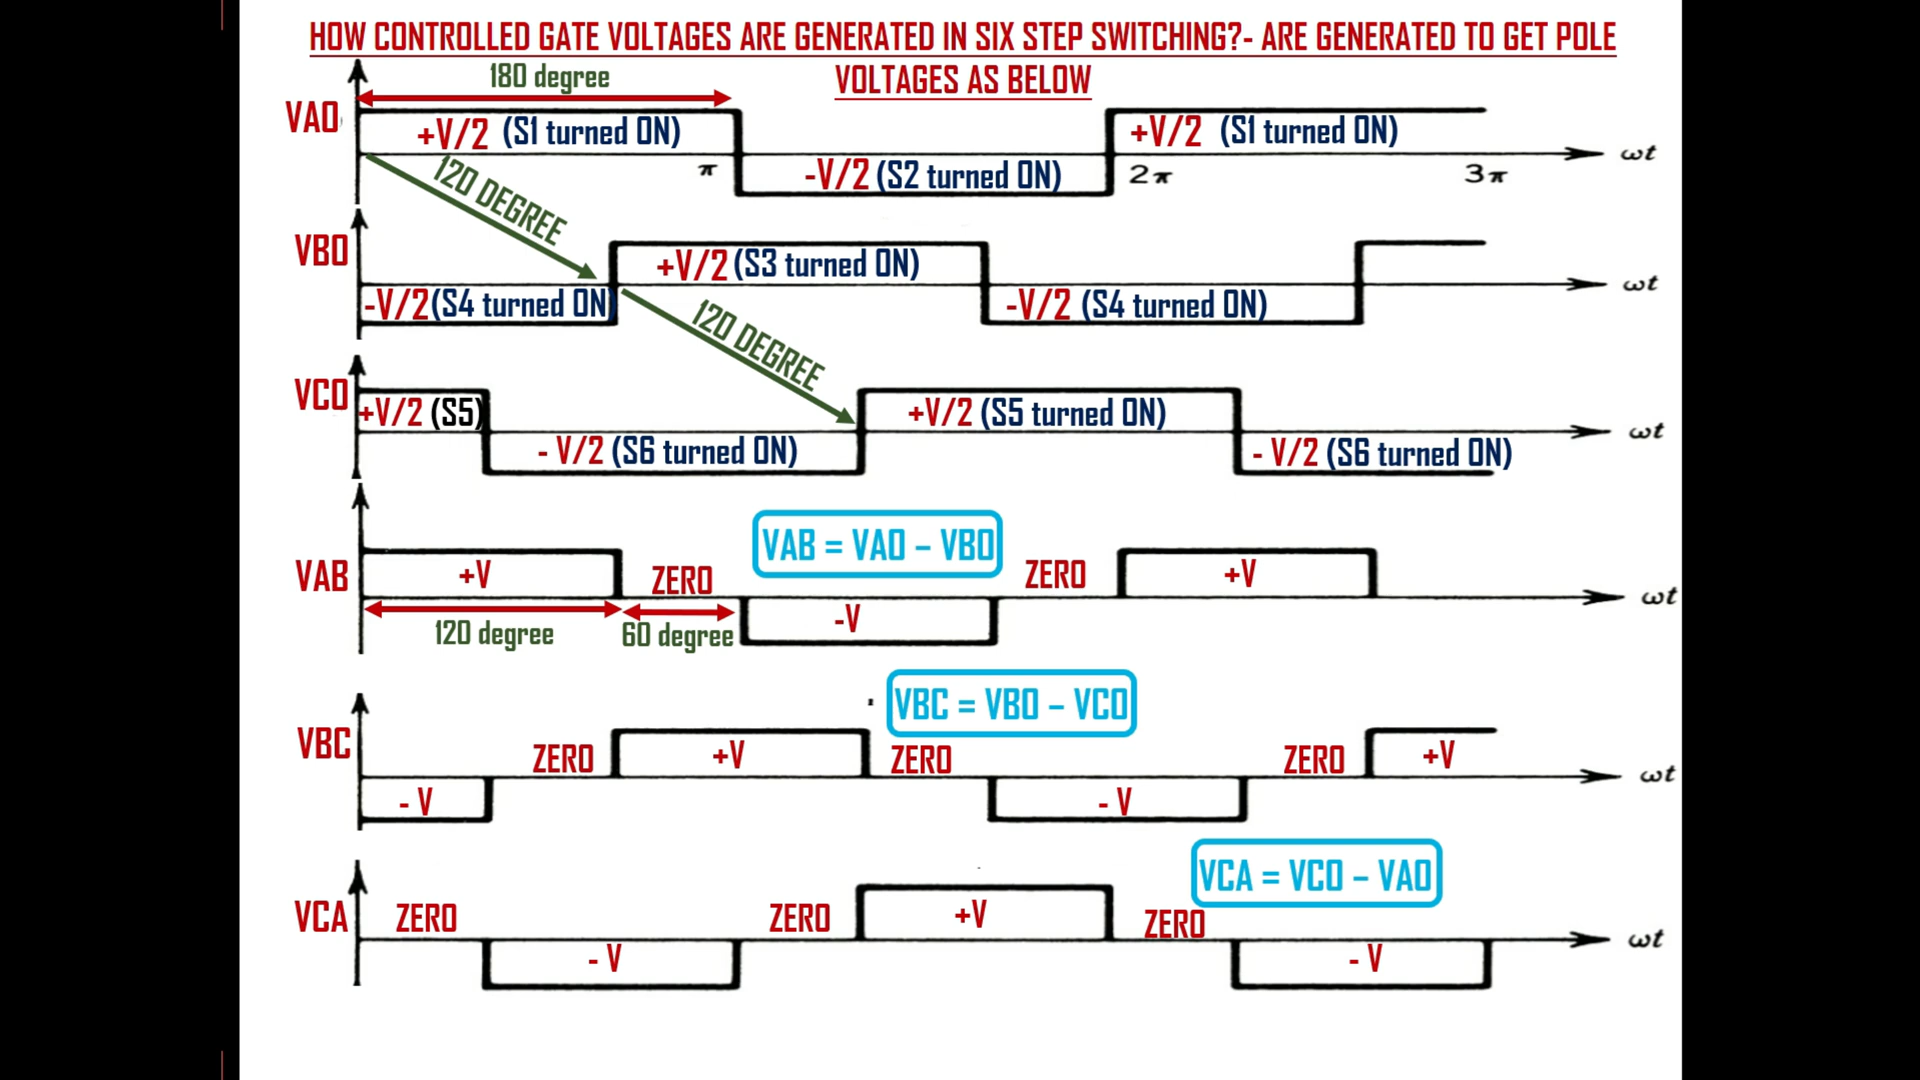 HOW CONTROLLED GATE VOLTAGES ARE GENERATED IN SIX STEP SWITCHING?- ARE GENERATED TO GET POLE
VOLTAGES AS BELOW
180 degree
VAO
+V/2 (S1 turned ON)
+V/2 (S1 turned ON)
π
-V/2 (S2 turned ON)
2π
3π
ωt
120 DEGREE
VBO
+V/2 (S3 turned ON)
-V/2(S4 turned ON)
-V/2 (S4 turned ON)
ωt
120 DEGREE
VCO
+V/2 (S5)
+V/2 (S5 turned ON)
- V/2 (S6 turned ON)
- V/2 (S6 turned ON)
ωt
VAB = VAO – VBO
VAB
+V
ZERO
-V
ZERO
+V
ωt
120 degree
60 degree
VBC = VBO – VCO
VBC
- V
ZERO
+V
ZERO
- V
ZERO
+V
ωt
VCA = VCO – VAO
VCA
ZERO
- V
ZERO
+V
ZERO
- V
ωt